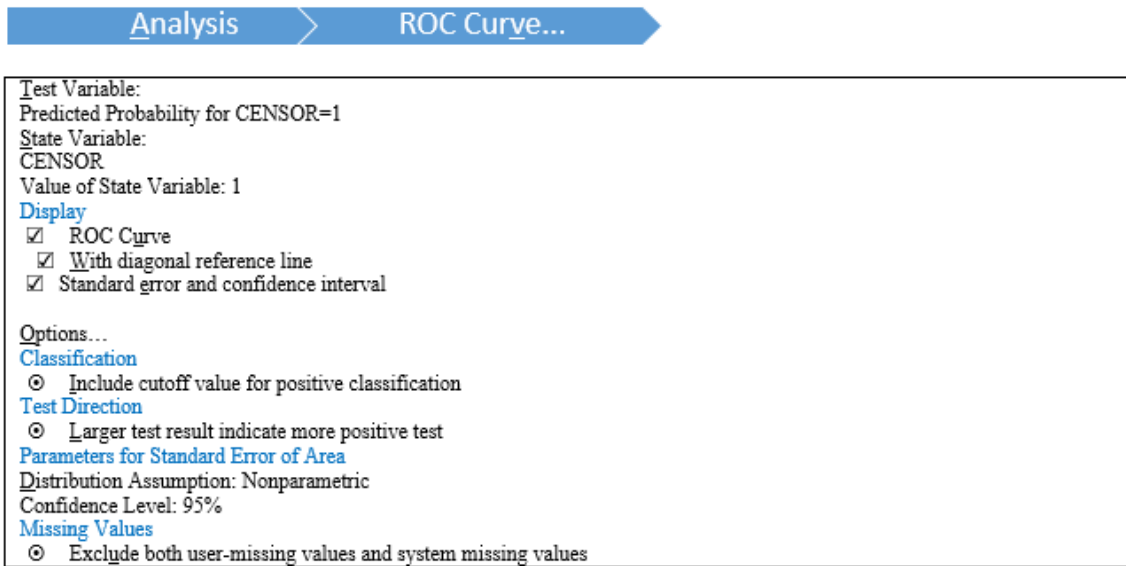 Analysis ROC Curve...
Test Variable:
Predicted Probability for CENSOR=1
State Variable:
CENSOR
Value of State Variable: 1
Display
☑ ROC Curve
☑ With diagonal reference line
☑ Standard error and confidence interval
Options...
Classification
⊙ Include cutoff value for positive classification
Test Direction
⊙ Larger test result indicate more positive test
Parameters for Standard Error of Area
Distribution Assumption: Nonparametric
Confidence Level: 95%
Missing Values
⊙ Exclude both user-missing values and system missing values